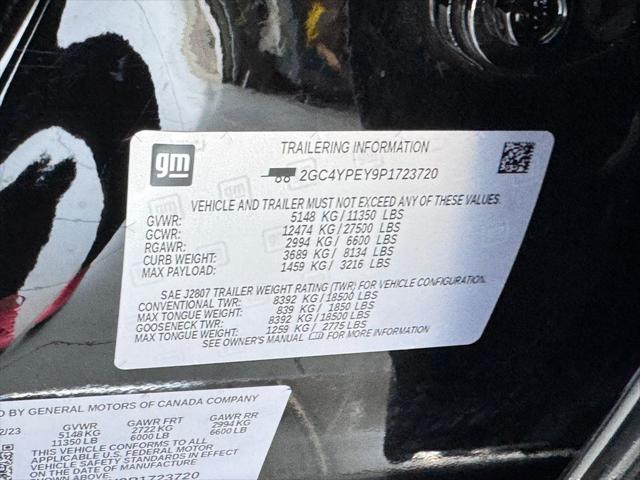 gm
TRAILERING INFORMATION
2GC4YPEY9P1723720
VEHICLE AND TRAILER MUST NOT EXCEED ANY OF THESE VALUES.
GVWR: 5148 KG / 11350 LBS
GCWR: 12474 KG / 27500 LBS
RGAWR: 2994 KG / 6600 LBS
CURB WEIGHT: 3689 KG / 8134 LBS
MAX PAYLOAD: 1459 KG / 3216 LBS
SAE J2807 TRAILER WEIGHT RATING (TWR) FOR VEHICLE CONFIGURATION.
CONVENTIONAL TWR: 8392 KG / 18500 LBS
MAX TONGUE WEIGHT: 839 KG / 1850 LBS
GOOSENECK TWR: 8392 KG / 18500 LBS
MAX TONGUE WEIGHT: 1259 KG / 2775 LBS
SEE OWNER'S MANUAL FOR MORE INFORMATION
BY GENERAL MOTORS OF CANADA COMPANY
2/23 GVWR GAWR FRT GAWR RR
5148 KG 2722 KG 2994 KG
11350 LB 6000 LB 6600 LB
THIS VEHICLE CONFORMS TO ALL
APPLICABLE U.S. FEDERAL MOTOR
VEHICLE SAFETY STANDARDS IN EFFECT
ON THE DATE OF MANUFACTURE
SHOWN ABOVE.
9P1723720